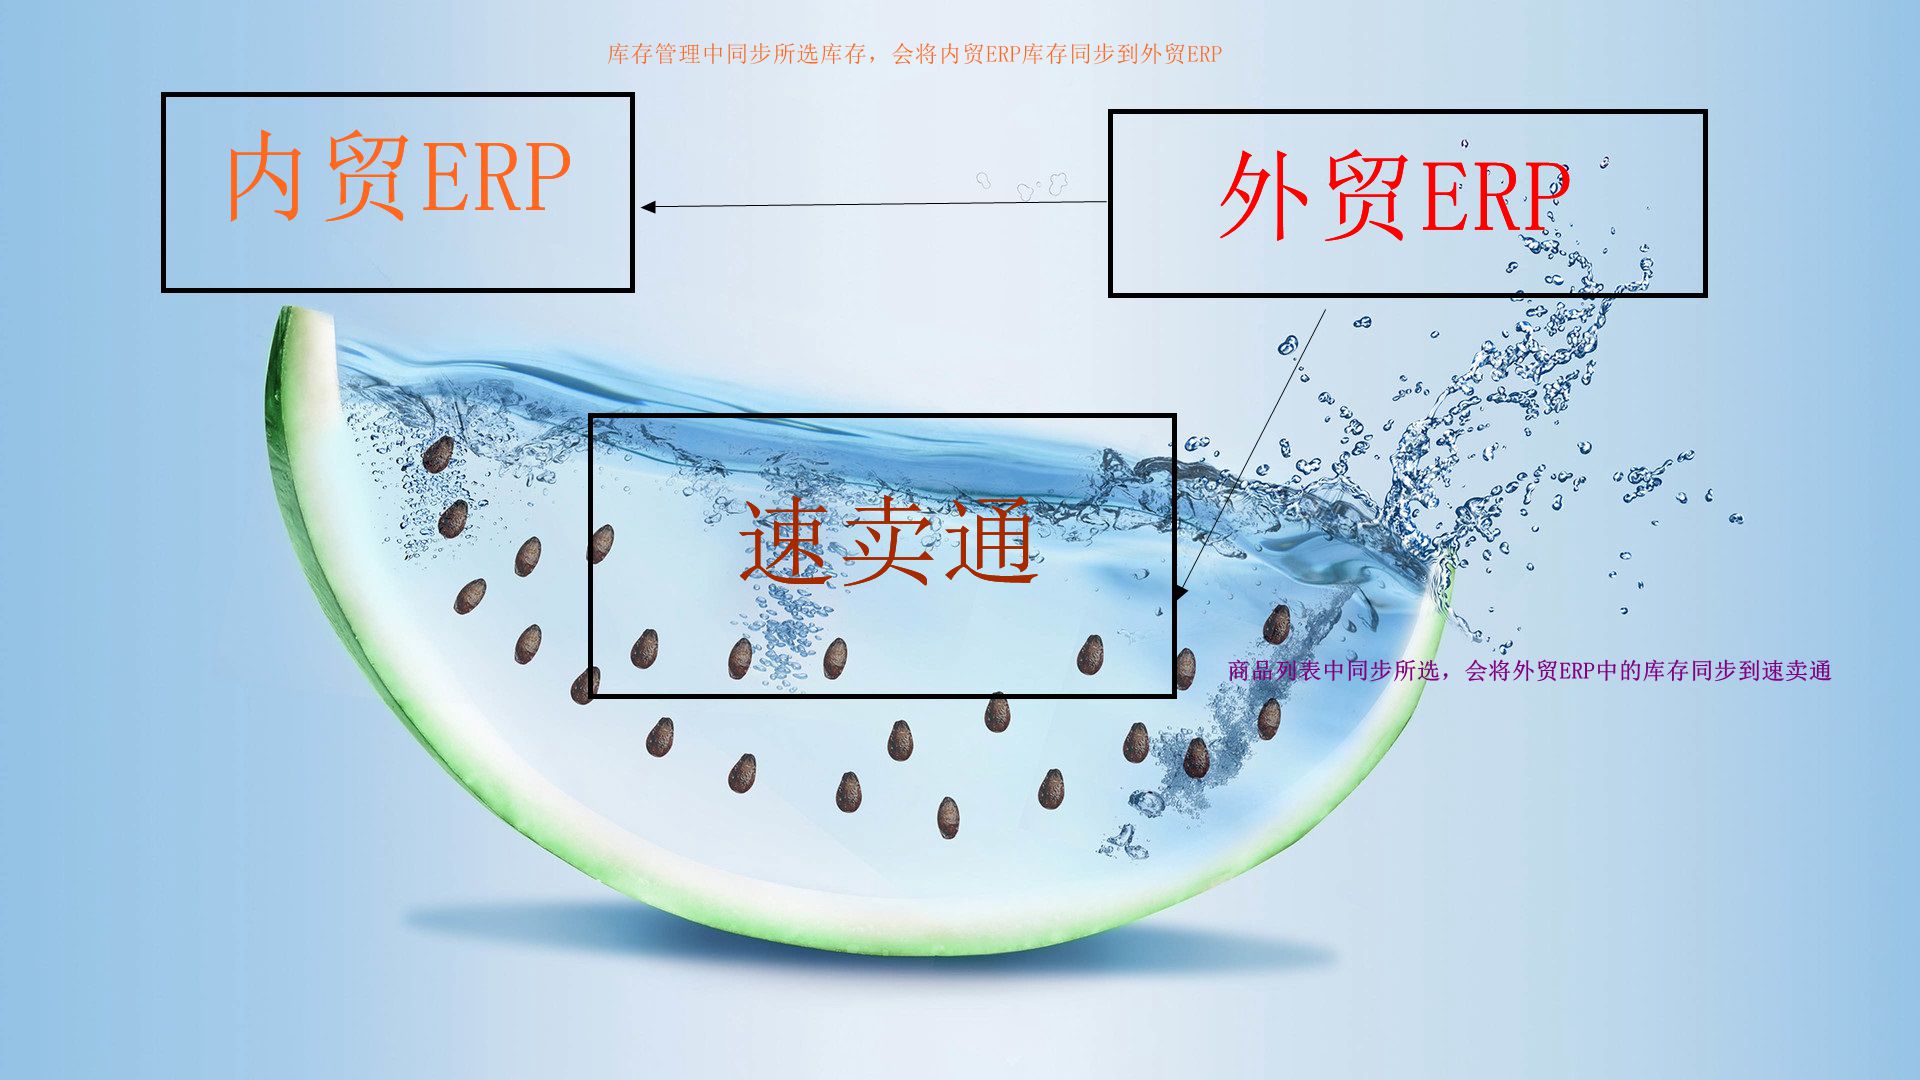 库存管理中同步所选库存，会将内贸ERP库存同步到外贸ERP
内贸ERP
外贸ERP
速卖通
商品列表中同步所选，会将外贸ERP中的库存同步到速卖通